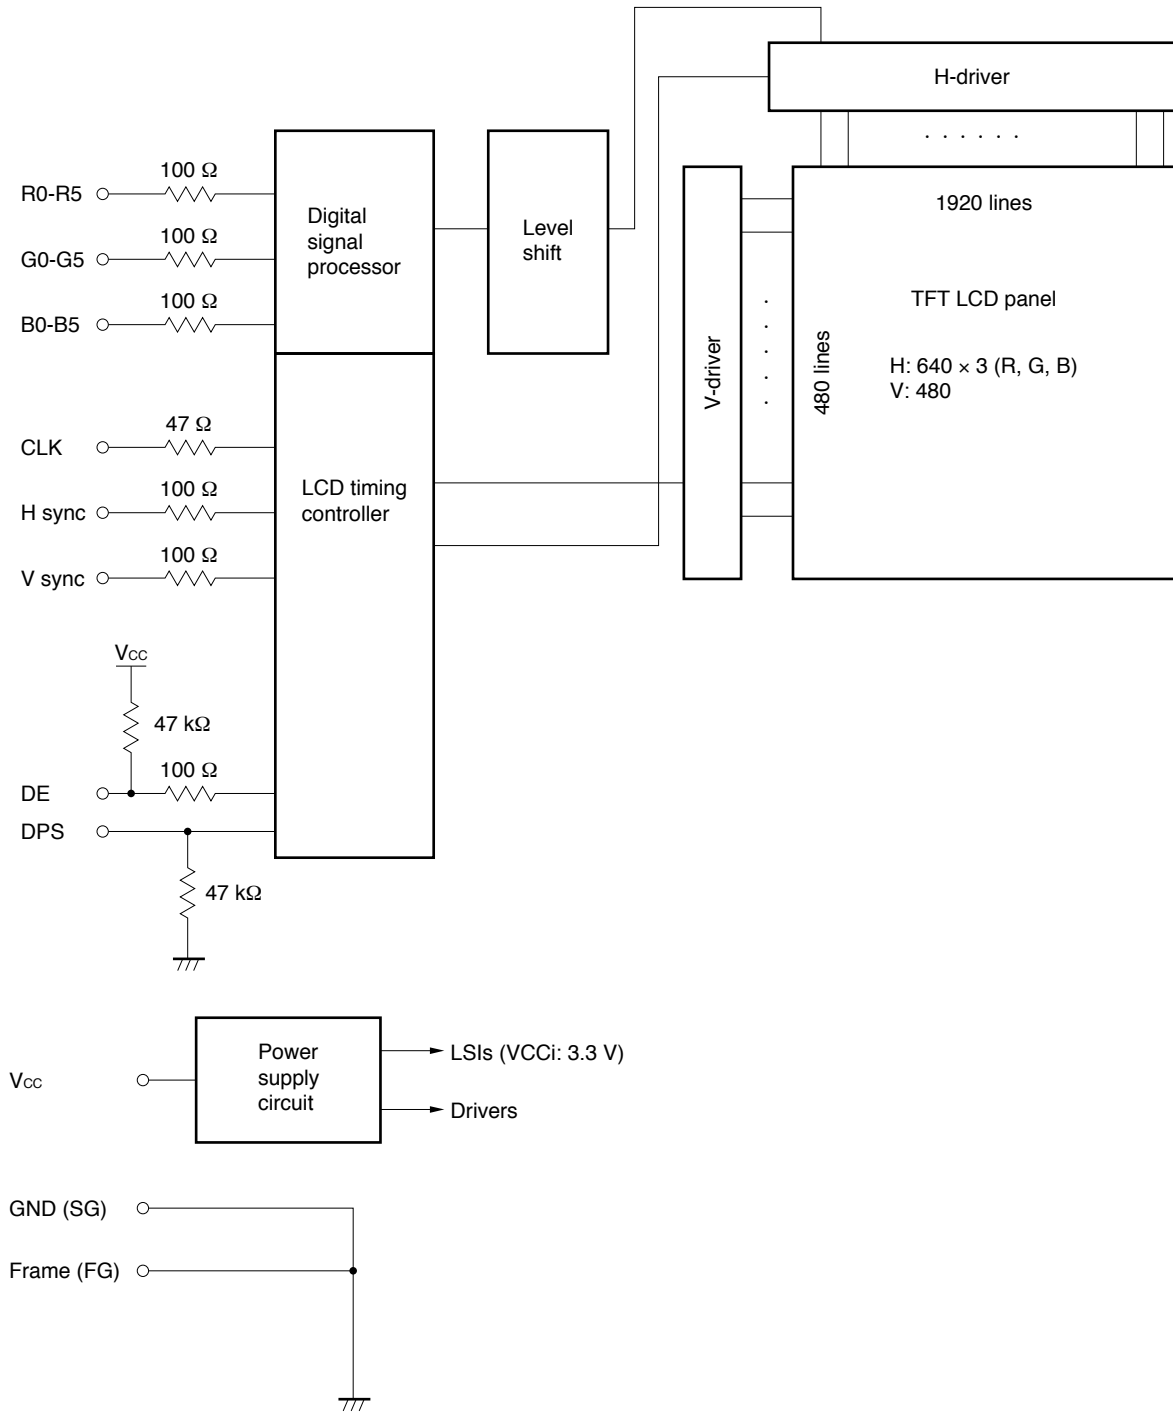 H-driver
. . . . . .
R0-R5
100 Ω
G0-G5
100 Ω
B0-B5
100 Ω
Digital
signal
processor
Level
shift
V-driver
1920 lines
480 lines
TFT LCD panel
H: 640 × 3 (R, G, B)
V: 480
CLK
47 Ω
H sync
100 Ω
V sync
100 Ω
LCD timing
controller
VCC
47 kΩ
DE
100 Ω
DPS
47 kΩ
VCC
Power
supply
circuit
LSIs (VCCi: 3.3 V)
Drivers
GND (SG)
Frame (FG)